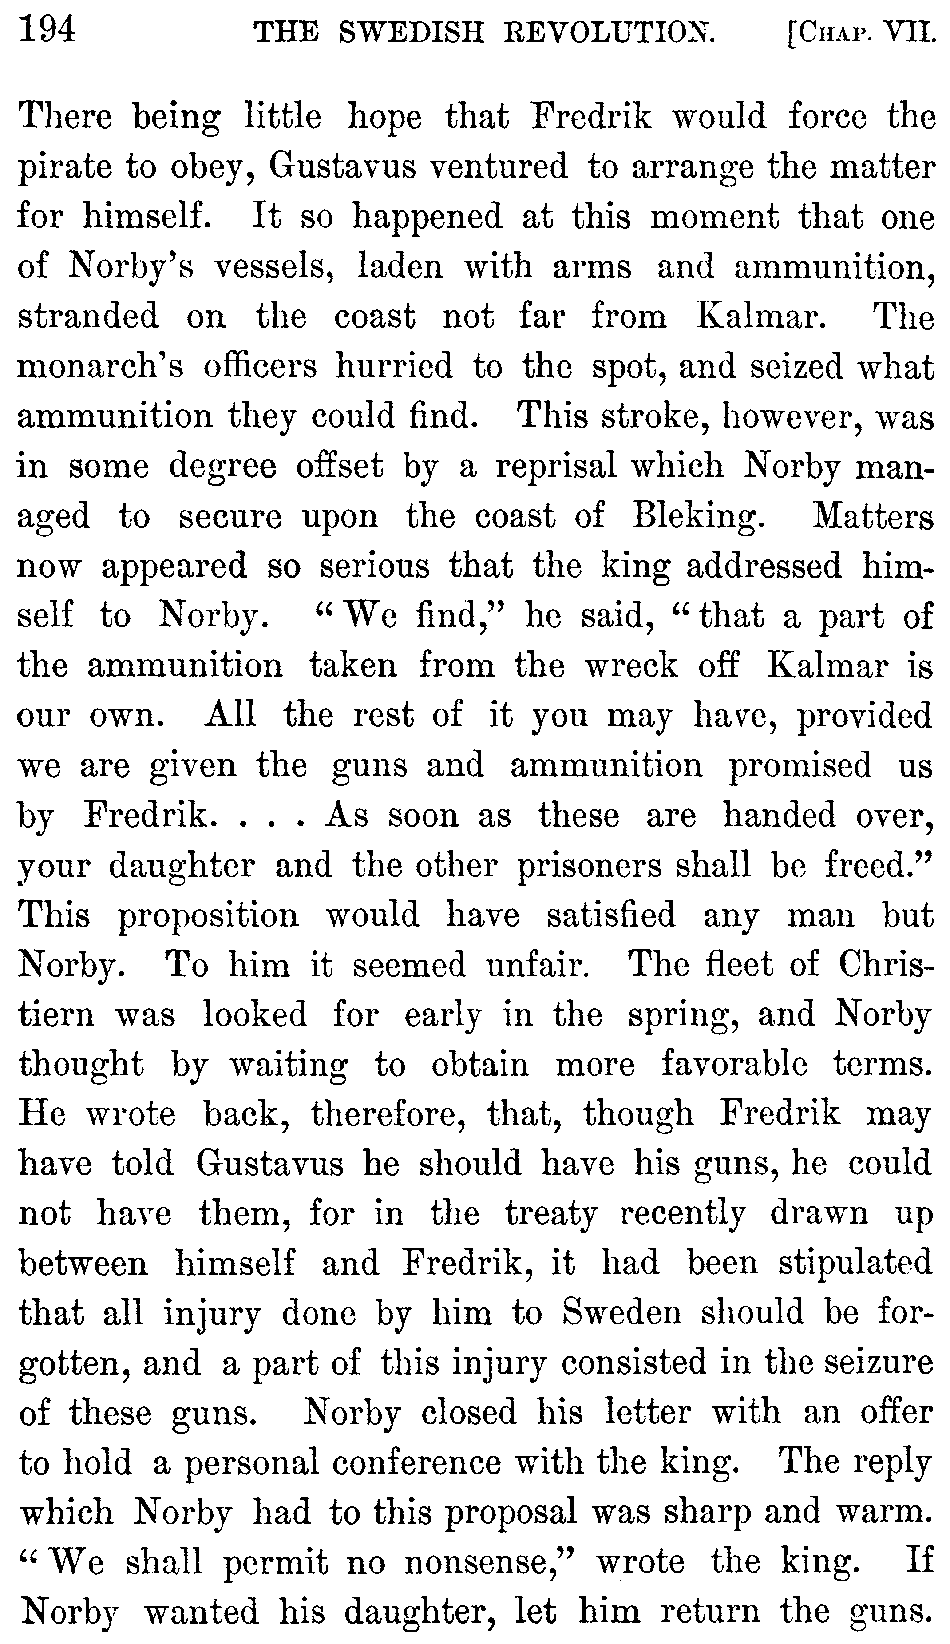 194 THE SWEDISH REVOLUTION. [CHAP. VII.
There being little hope that Fredrik would force the
pirate to obey, Gustavus ventured to arrange the matter
for himself. It so happened at this moment that one
of Norby's vessels, laden with arms and ammunition,
stranded on the coast not far from Kalmar. The
monarch's officers hurried to the spot, and seized what
ammunition they could find. This stroke, however, was
in some degree offset by a reprisal which Norby man-
aged to secure upon the coast of Bleking. Matters
now appeared so serious that the king addressed him-
self to Norby. "We find," he said, "that a part of
the ammunition taken from the wreck off Kalmar is
our own. All the rest of it you may have, provided
we are given the guns and ammunition promised us
by Fredrik. . . . As soon as these are handed over,
your daughter and the other prisoners shall be freed."
This proposition would have satisfied any man but
Norby. To him it seemed unfair. The fleet of Chris-
tiern was looked for early in the spring, and Norby
thought by waiting to obtain more favorable terms.
He wrote back, therefore, that, though Fredrik may
have told Gustavus he should have his guns, he could
not have them, for in the treaty recently drawn up
between himself and Fredrik, it had been stipulated
that all injury done by him to Sweden should be for-
gotten, and a part of this injury consisted in the seizure
of these guns. Norby closed his letter with an offer
to hold a personal conference with the king. The reply
which Norby had to this proposal was sharp and warm.
"We shall permit no nonsense," wrote the king. If
Norby wanted his daughter, let him return the guns.